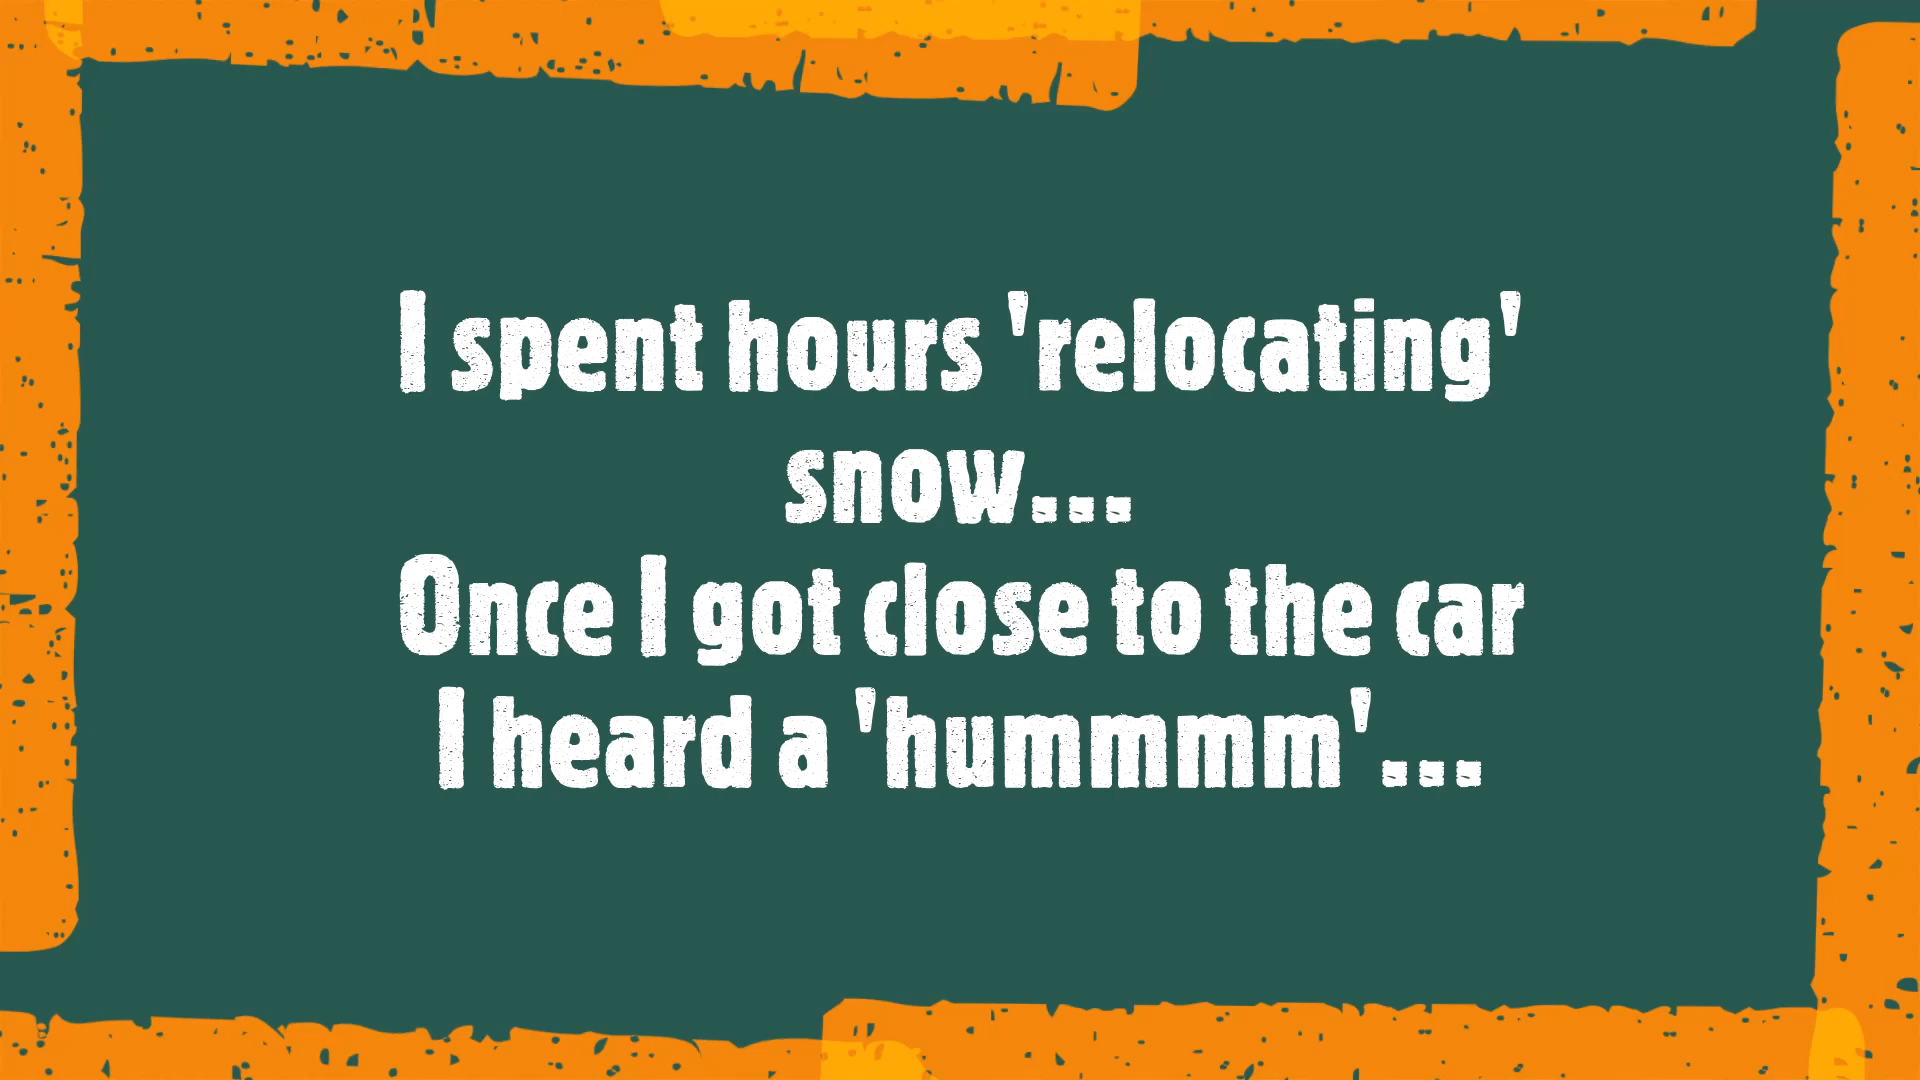 I spent hours 'relocating'
snow...
Once I got close to the car
I heard a 'hummmm'...